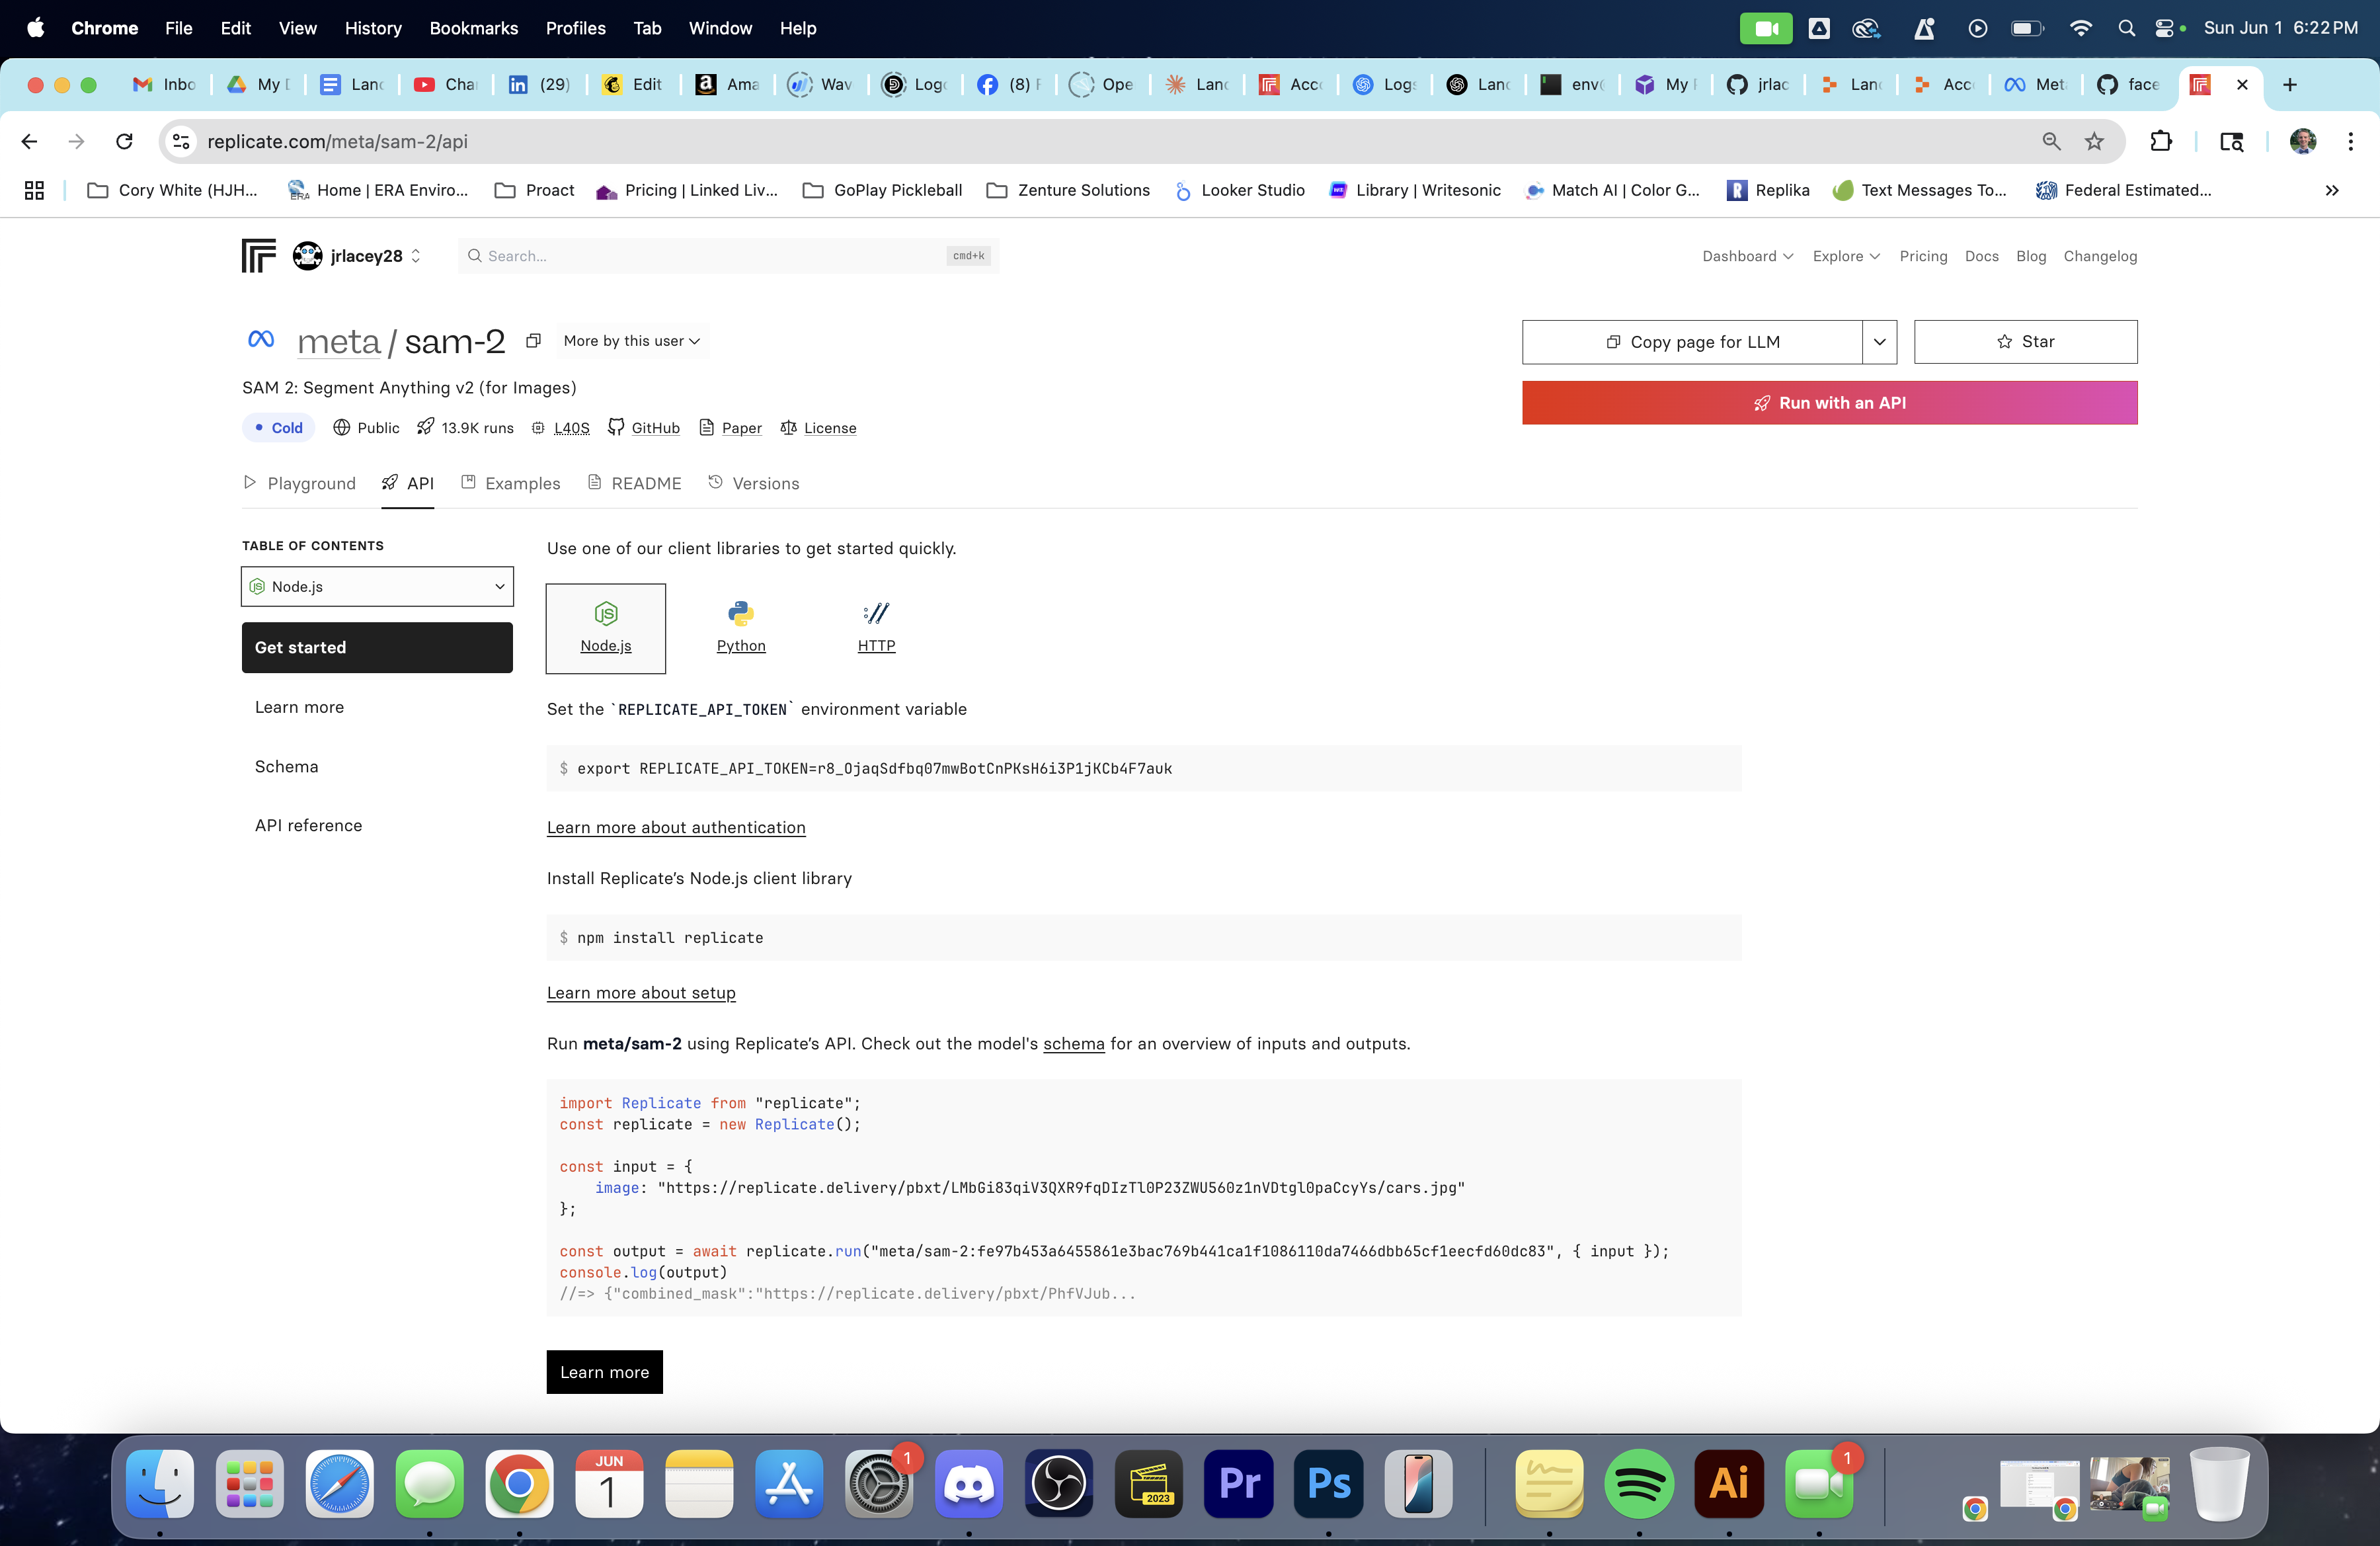 Chrome File Edit View History Bookmarks Profiles Tab Window Help Sun Jun 1 6:22 PM
Inbo My D Land Cha (29) Edit Ama Wav Logo (8) F Ope Land Acco Logs Land env( My F jrlac Land Acc Met face
replicate.com/meta/sam-2/api
Cory White (HJH... Home | ERA Enviro... Proact Pricing | Linked Liv... GoPlay Pickleball Zenture Solutions Looker Studio Library | Writesonic Match AI | Color G... Replika Text Messages To... Federal Estimated...
jrlacey28 Search... cmd+k Dashboard Explore Pricing Docs Blog Changelog
meta / sam-2 More by this user Copy page for LLM Star
SAM 2: Segment Anything v2 (for Images)
Run with an API
Cold Public 13.9K runs L40S GitHub Paper License
Playground API Examples README Versions
TABLE OF CONTENTS
Node.js
Get started
Learn more
Schema
API reference
Use one of our client libraries to get started quickly.
Node.js Python HTTP
Set the `REPLICATE_API_TOKEN` environment variable
$ export REPLICATE_API_TOKEN=r8_OjaqSdfbq07mwBotCnPKsH6i3P1jKCb4F7auk
Learn more about authentication
Install Replicate’s Node.js client library
$ npm install replicate
Learn more about setup
Run meta/sam-2 using Replicate’s API. Check out the model's schema for an overview of inputs and outputs.
import Replicate from "replicate";
const replicate = new Replicate();
const input = {
image: "https://replicate.delivery/pbxt/LMbGi83qiV3QXR9fqDIzTl0P23ZWU560z1nVDtgl0paCcyYs/cars.jpg"
};
const output = await replicate.run("meta/sam-2:fe97b453a6455861e3bac769b441ca1f1086110da7466dbb65cf1eecfd60dc83", { input });
console.log(output)
//=> {"combined_mask":"https://replicate.delivery/pbxt/PhfVJub...
Learn more
JUN
1
1
2023
Pr
Ps
Ai
1